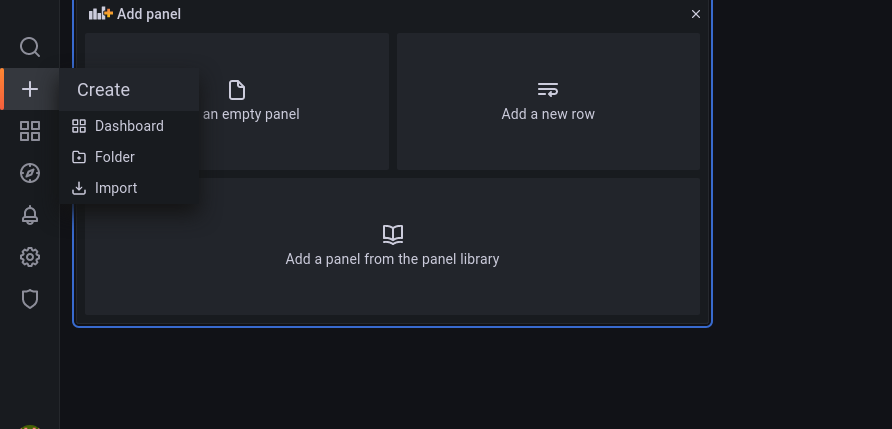 Add panel
Create
an empty panel
Add a new row
Dashboard
Folder
Import
Add a panel from the panel library